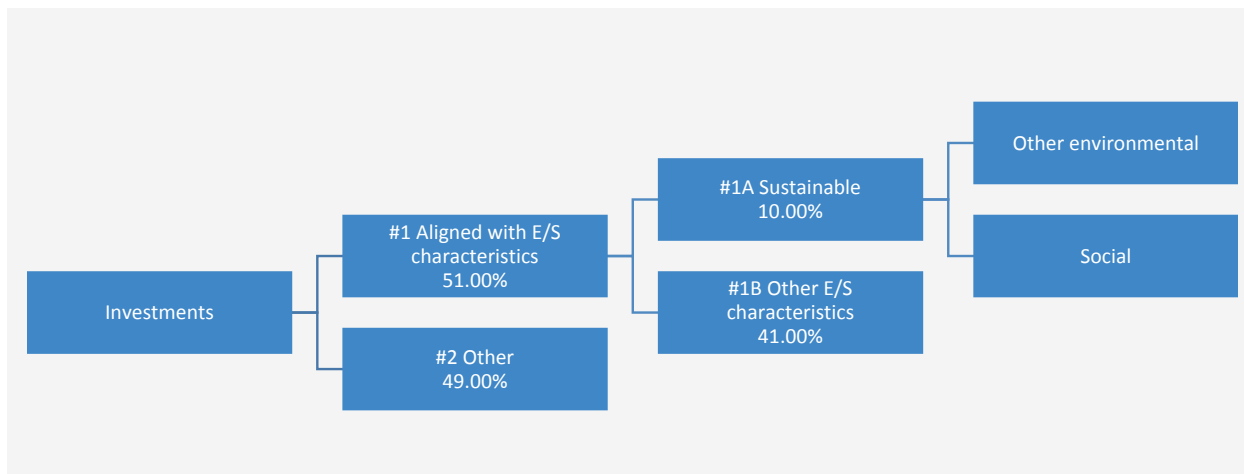 Investments
#1 Aligned with E/S
characteristics
51.00%
#2 Other
49.00%
#1A Sustainable
10.00%
#1B Other E/S
characteristics
41.00%
Other environmental
Social